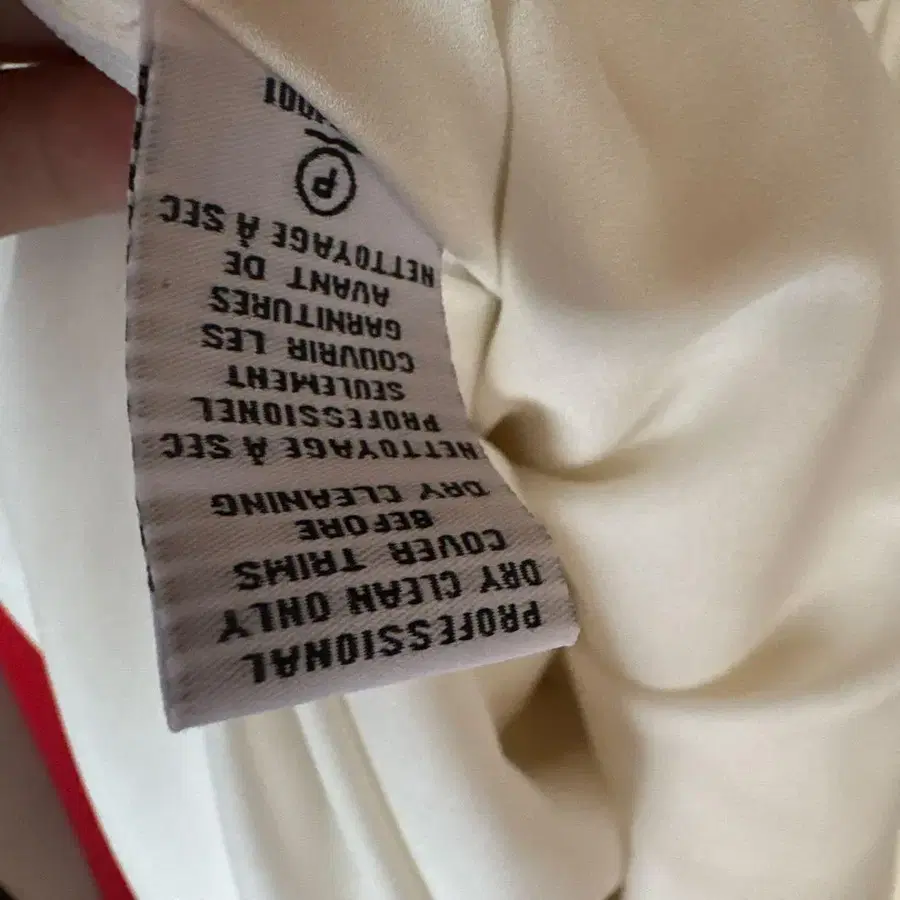 PROFESSIONAL
DRY CLEAN ONLY
COVER TRIMS
BEFORE
DRY CLEANING
NETTOYAGE À SEC
PROFESSIONEL
SEULEMENT
COUVRIR LES
GARNITURES
AVANT DE
NETTOYAGE À SEC
P